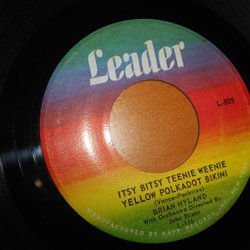 Leader
L-805
ITSY BITSY TEENIE WEENIE
YELLOW POLKADOT BIKINI
(Vance-Pockriss)
BRIAN HYLAND
With Orchestra Directed By
John Dixon
MANUFACTURED BY KAPP RECORDS, INC.